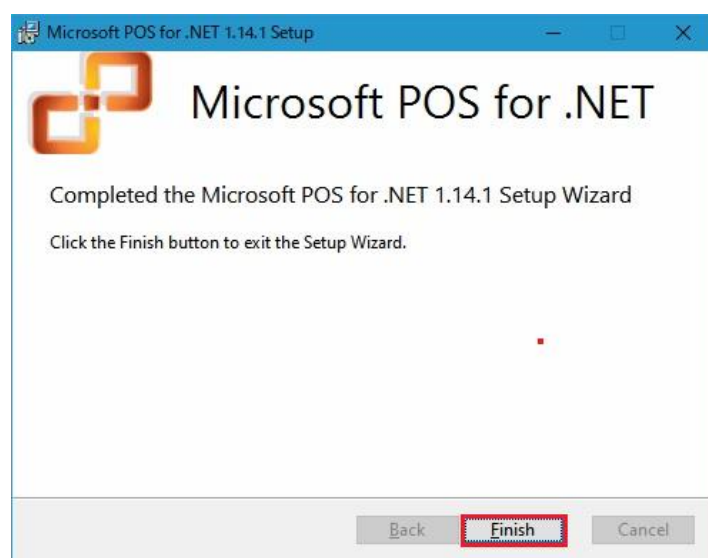 Microsoft POS for .NET 1.14.1 Setup
Microsoft POS for .NET
Completed the Microsoft POS for .NET 1.14.1 Setup Wizard
Click the Finish button to exit the Setup Wizard.
Back Finish Cancel